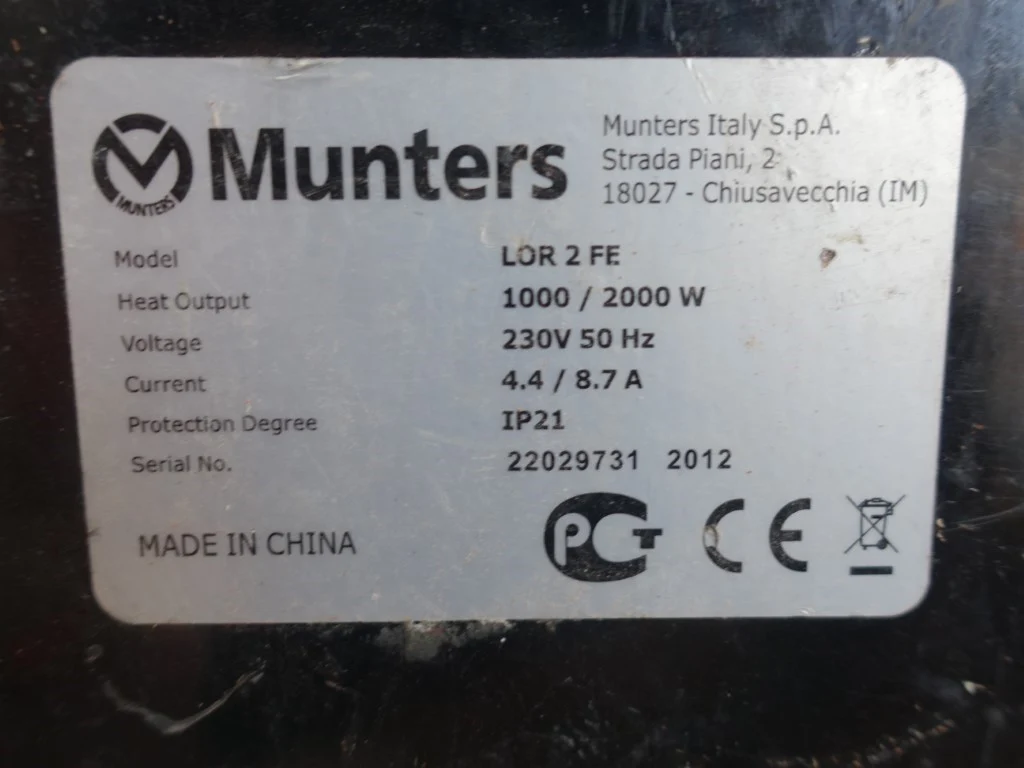 MUNTERS
Munters
Munters Italy S.p.A.
Strada Piani, 2
18027 - Chiusavecchia (IM)
Model LOR 2 FE
Heat Output 1000 / 2000 W
Voltage 230V 50 Hz
Current 4.4 / 8.7 A
Protection Degree IP21
Serial No. 22029731 2012
MADE IN CHINA
РСТ CE